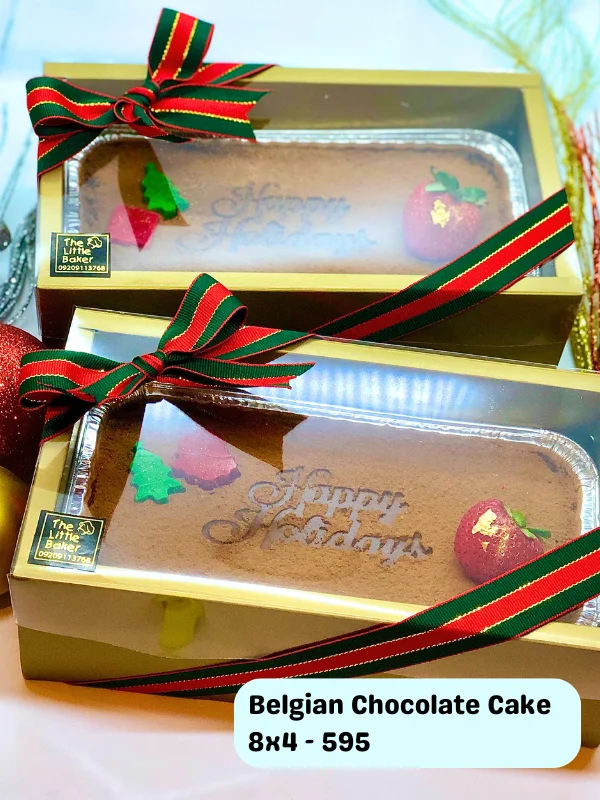 Happy
Holidays
The
Little
Baker
09209113768
Happy
Holidays
The
Little
Baker
09209113768
Belgian Chocolate Cake
8x4 - 595